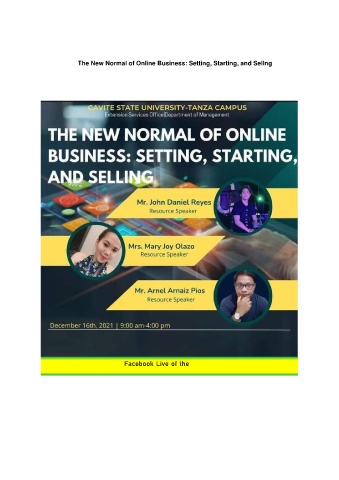 The New Normal of Online Business: Setting, Starting, and Selling
CAVITE STATE UNIVERSITY-TANZA CAMPUS
Extension Services Office|Department of Management
THE NEW NORMAL OF ONLINE
BUSINESS: SETTING, STARTING,
AND SELLING
Mr. John Daniel Reyes
Resource Speaker
Mrs. Mary Joy Olazo
Resource Speaker
Mr. Arnel Arnaiz Pios
Resource Speaker
December 16th, 2021 | 9:00 am-4:00 pm
Facebook Live of the